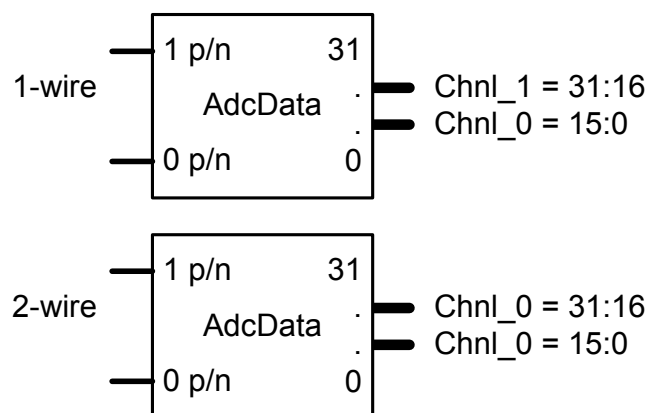 1 p/n 31
1-wire AdcData . Chnl_1 = 31:16
. Chnl_0 = 15:0
0 p/n 0
1 p/n 31
2-wire AdcData . Chnl_0 = 31:16
. Chnl_0 = 15:0
0 p/n 0